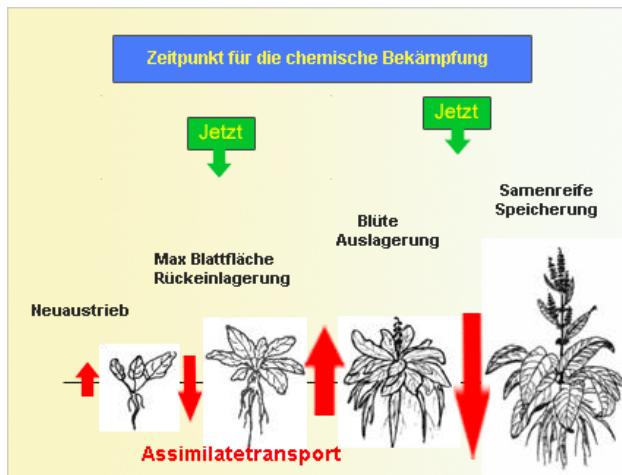 Zeitpunkt für die chemische Bekämpfung
Jetzt
Jetzt
Samenreife
Speicherung
Blüte
Auslagerung
Max Blattfläche
Rückeinlagerung
Neuaustrieb
Assimilatetransport